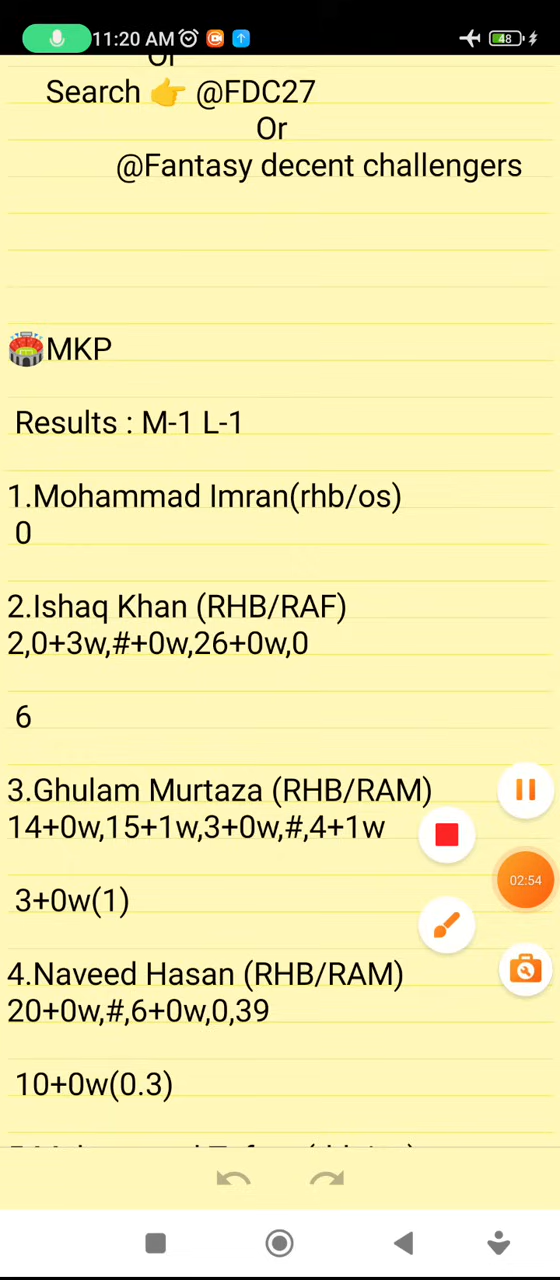 11:20 AM
48
Or
Search 👉 @FDC27
Or
@Fantasy decent challengers
🏟️MKP
Results : M-1 L-1
1.Mohammad Imran(rhb/os)
0
2.Ishaq Khan (RHB/RAF)
2,0+3w,#+0w,26+0w,0
6
3.Ghulam Murtaza (RHB/RAM)
14+0w,15+1w,3+0w,#,4+1w
3+0w(1)
02:54
4.Naveed Hasan (RHB/RAM)
20+0w,#,6+0w,0,39
10+0w(0.3)